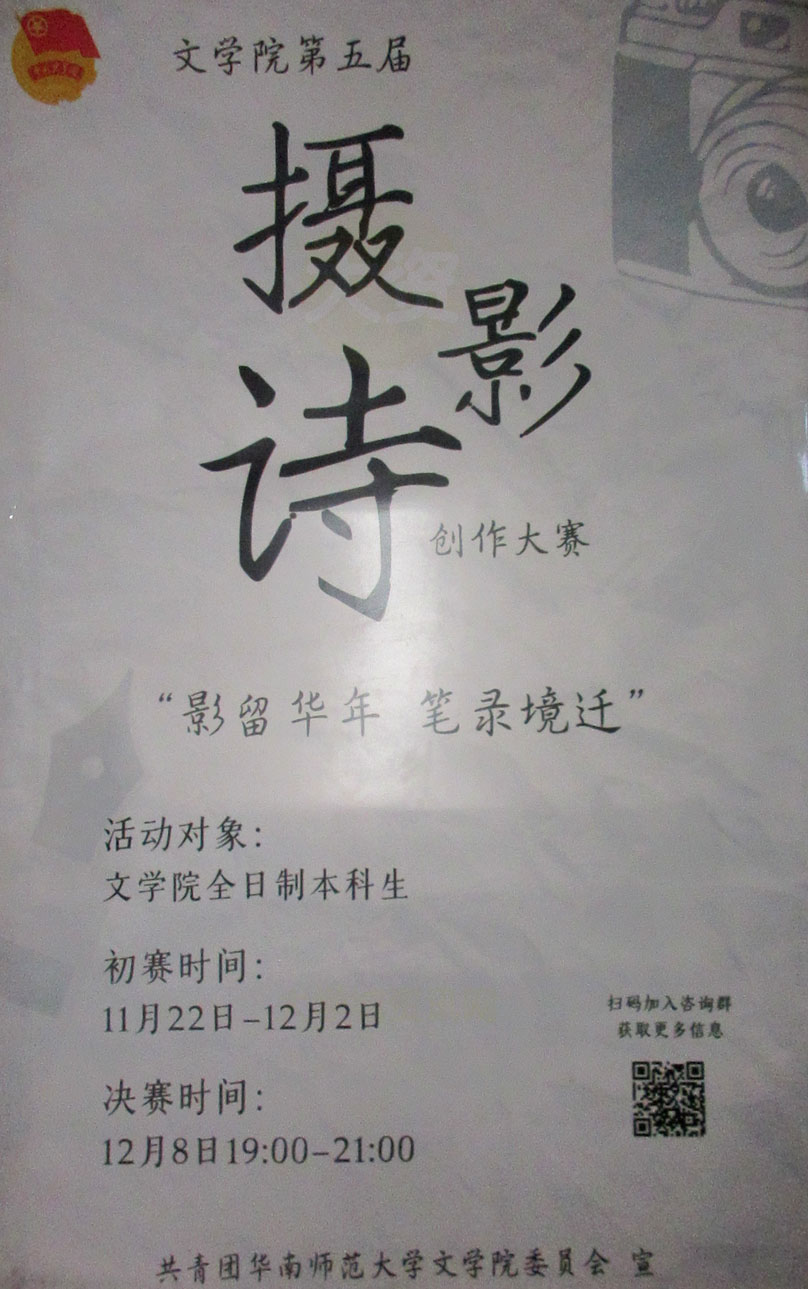 文学院第五届
摄
影
诗
创作大赛
“影留华年 笔录境迁”
活动对象：
文学院全日制本科生
初赛时间：
11月22日-12月2日
扫码加入咨询群
获取更多信息
决赛时间：
12月8日19:00-21:00
共青团华南师范大学文学院委员会 宣